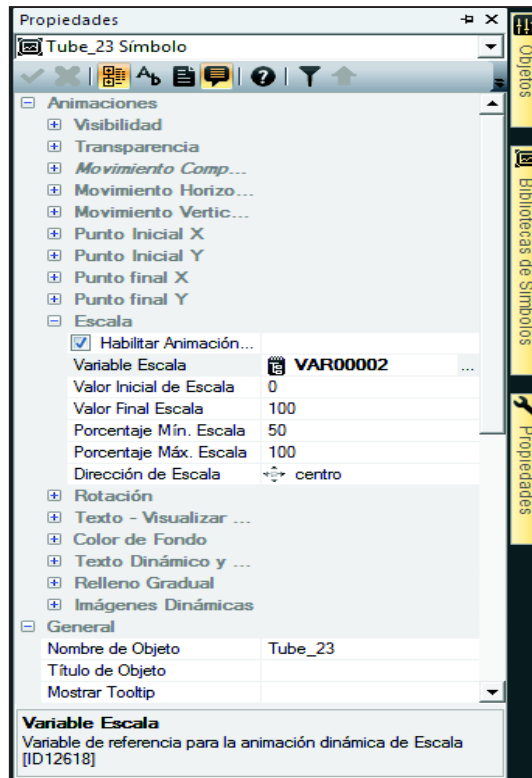 Propiedades
Tube_23 Símbolo
Animaciones
Visibilidad
Transparencia
Movimiento Comp...
Movimiento Horizo...
Movimiento Vertic...
Punto Inicial X
Punto Inicial Y
Punto final X
Punto final Y
Escala
Habilitar Animación...
Variable Escala VAR00002 ...
Valor Inicial de Escala 0
Valor Final Escala 100
Porcentaje Mín. Escala 50
Porcentaje Máx. Escala 100
Dirección de Escala centro
Rotación
Texto - Visualizar ...
Color de Fondo
Texto Dinámico y ...
Relleno Gradual
Imágenes Dinámicas
General
Nombre de Objeto Tube_23
Título de Objeto
Mostrar Tooltip
Variable Escala
Variable de referencia para la animación dinámica de Escala
[ID12618]
Objetos
Bibliotecas de Símbolos
Propiedades